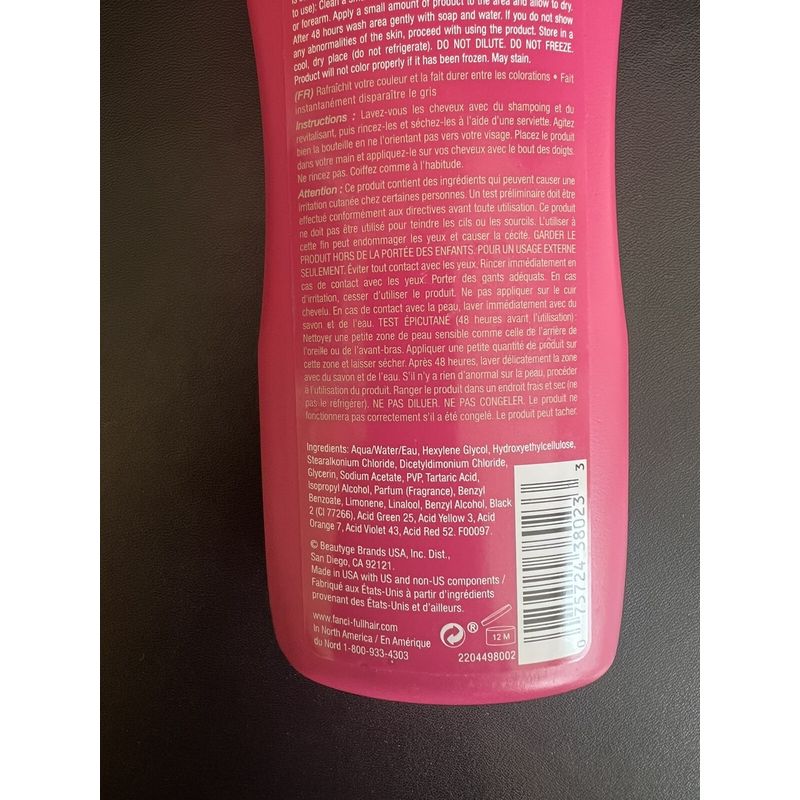 to use): Clean a
or forearm. Apply a small amount of product to the area and allow to dry.
After 48 hours wash area gently with soap and water. If you do not show
any abnormalities of the skin, proceed with using the product. Store in a
cool, dry place (do not refrigerate). DO NOT DILUTE. DO NOT FREEZE.
Product will not color properly if it has been frozen. May stain.
(FR) Rafraîchit votre couleur et la fait durer entre les colorations • Fait
instantanément disparaître le gris
Instructions : Lavez-vous les cheveux avec du shampoing et du
revitalisant, puis rincez-les et séchez-les à l'aide d'une serviette. Agitez
bien la bouteille en ne l'orientant pas vers votre visage. Placez le produit
dans votre main et appliquez-le sur vos cheveux avec le bout des doigts.
Ne rincez pas. Coiffez comme à l'habitude.
Attention : Ce produit contient des ingrédients qui peuvent causer une
irritation cutanée chez certaines personnes. Un test préliminaire doit être
effectué conformément aux directives avant toute utilisation. Ce produit
ne doit pas être utilisé pour teindre les cils ou les sourcils. L'utiliser à
cette fin peut endommager les yeux et causer la cécité. GARDER LE
PRODUIT HORS DE LA PORTÉE DES ENFANTS. POUR UN USAGE EXTERNE
SEULEMENT. Éviter tout contact avec les yeux. Rincer immédiatement en
cas de contact avec les yeux. Porter des gants adéquats. En cas
d'irritation, cesser d'utiliser le produit. Ne pas appliquer sur le cuir
chevelu. En cas de contact avec la peau, laver immédiatement avec du
savon et de l'eau. TEST ÉPICUTANÉ (48 heures avant l'utilisation) :
Nettoyer une petite zone de peau sensible comme celle de l'arrière de
l'oreille ou de l'avant-bras. Appliquer une petite quantité de produit sur
cette zone et laisser sécher. Après 48 heures, laver délicatement la zone
avec du savon et de l'eau. S'il n'y a rien d'anormal sur la peau, procéder
à l'utilisation du produit. Ranger le produit dans un endroit frais et sec (ne
pas le réfrigérer). NE PAS DILUER. NE PAS CONGELER. Le produit ne
fonctionnera pas correctement s'il a été congelé. Le produit peut tacher.
Ingredients: Aqua/Water/Eau, Hexylene Glycol, Hydroxyethylcellulose,
Stearalkonium Chloride, Dicetyldimonium Chloride,
Glycerin, Sodium Acetate, PVP, Tartaric Acid,
Isopropyl Alcohol, Parfum (Fragrance), Benzyl
Benzoate, Limonene, Linalool, Benzyl Alcohol, Black
2 (CI 77266), Acid Green 25, Acid Yellow 3, Acid
Orange 7, Acid Violet 43, Acid Red 52. F00097.
© Beautyge Brands USA, Inc. Dist.,
San Diego, CA 92121.
Made in USA with US and non-US components /
Fabriqué aux États-Unis à partir d'ingrédients
provenant des États-Unis et d'ailleurs.
www.fanci-fullhair.com
In North America / En Amérique
du Nord 1-800-933-4303
®
12 M
2204498002
0 75724 38023 3